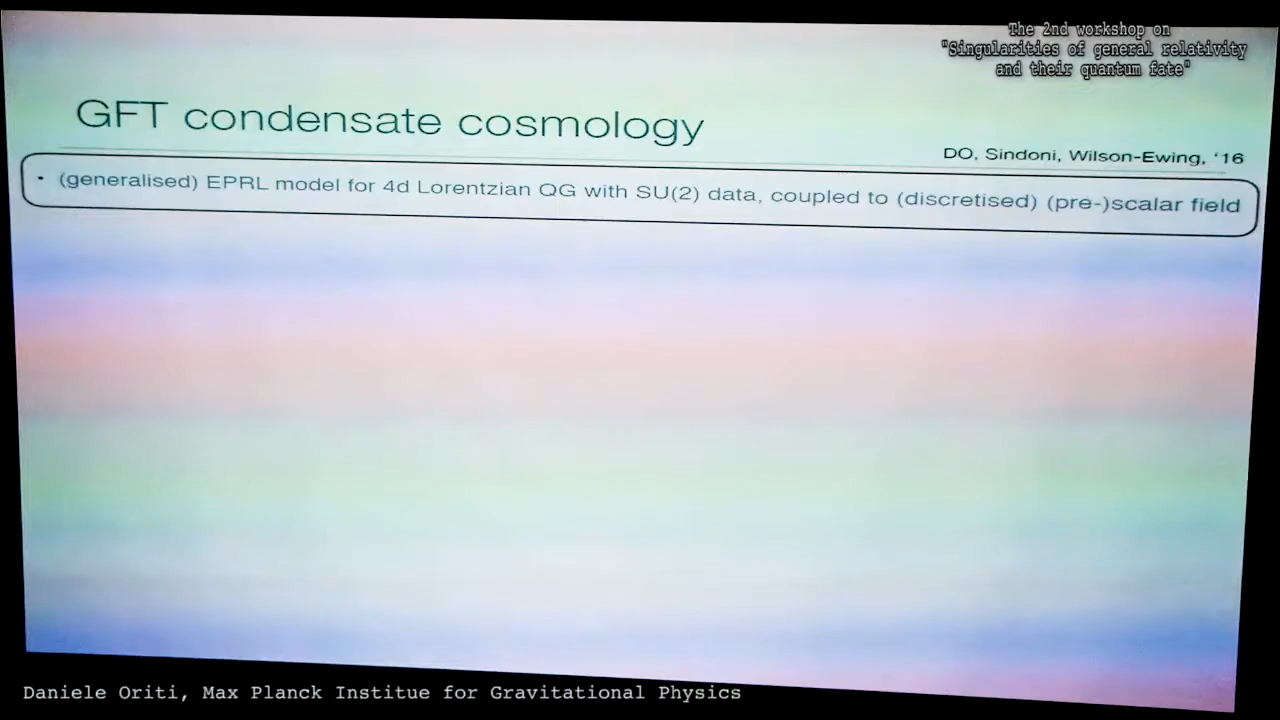 The 2nd workshop on
"Singularities of general relativity
and their quantum fate"
GFT condensate cosmology
DO, Sindoni, Wilson-Ewing, '16
• (generalised) EPRL model for 4d Lorentzian QG with SU(2) data, coupled to (discretised) (pre-)scalar field
Daniele Oriti, Max Planck Institue for Gravitational Physics